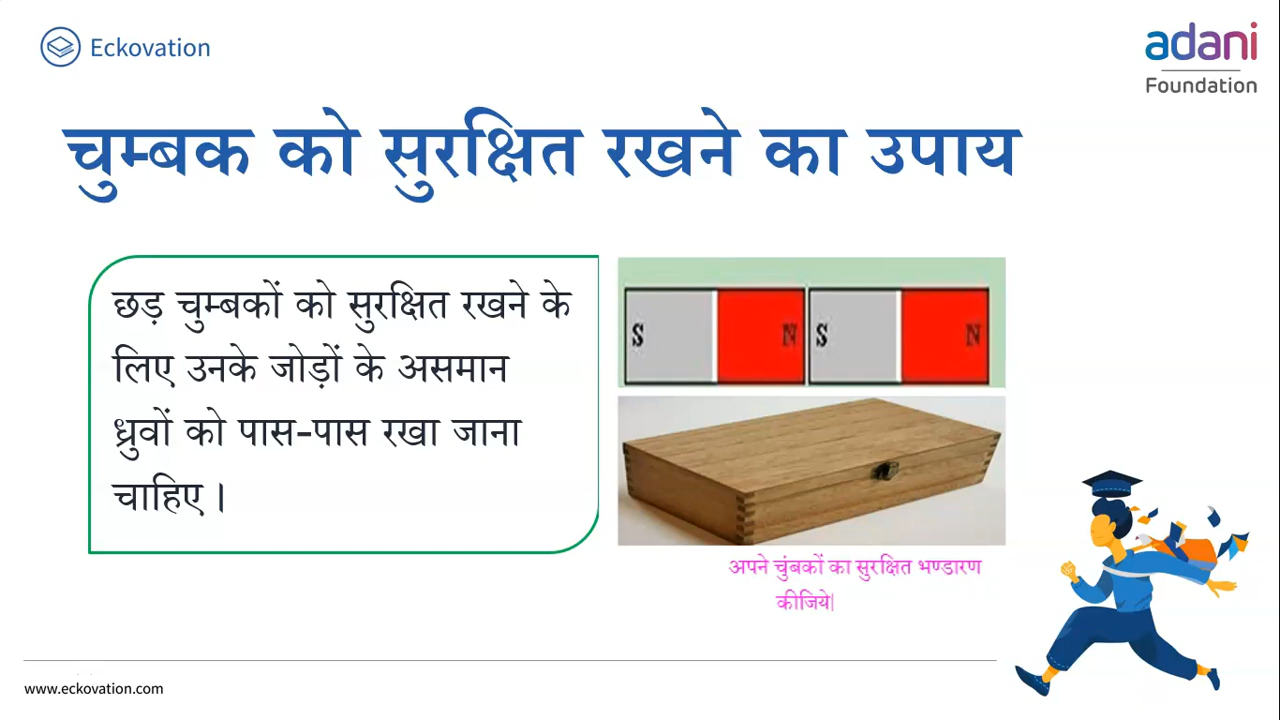 Eckovation
adani
Foundation
चुम्बक को सुरक्षित रखने का उपाय
छड़ चुम्बकों को सुरक्षित रखने के
लिए उनके जोड़ों के असमान
ध्रुवों को पास-पास रखा जाना
चाहिए ।
S N S N
अपने चुंबकों का सुरक्षित भण्डारण
कीजिये|
www.eckovation.com